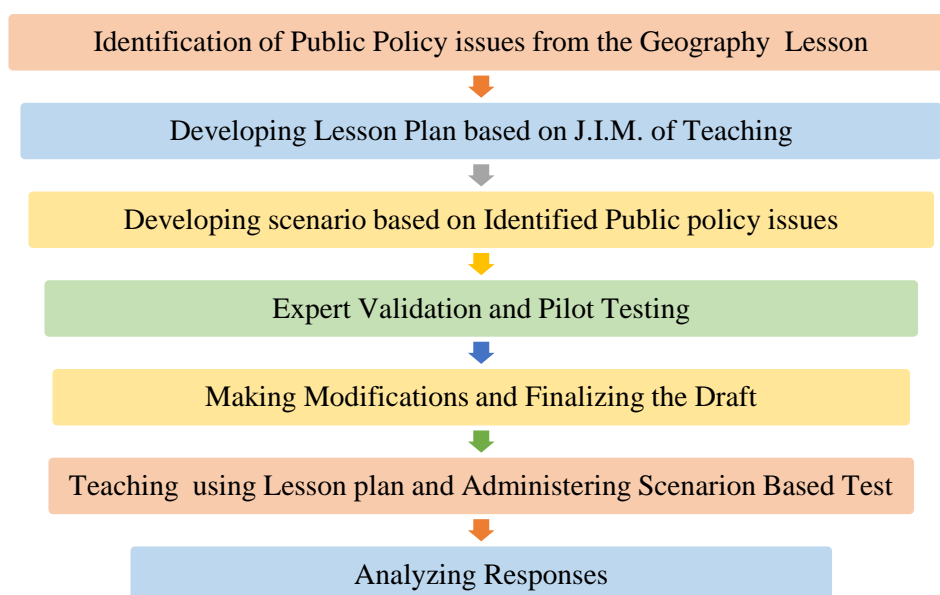 Identification of Public Policy issues from the Geography Lesson
Developing Lesson Plan based on J.I.M. of Teaching
Developing scenario based on Identified Public policy issues
Expert Validation and Pilot Testing
Making Modifications and Finalizing the Draft
Teaching using Lesson plan and Administering Scenarion Based Test
Analyzing Responses